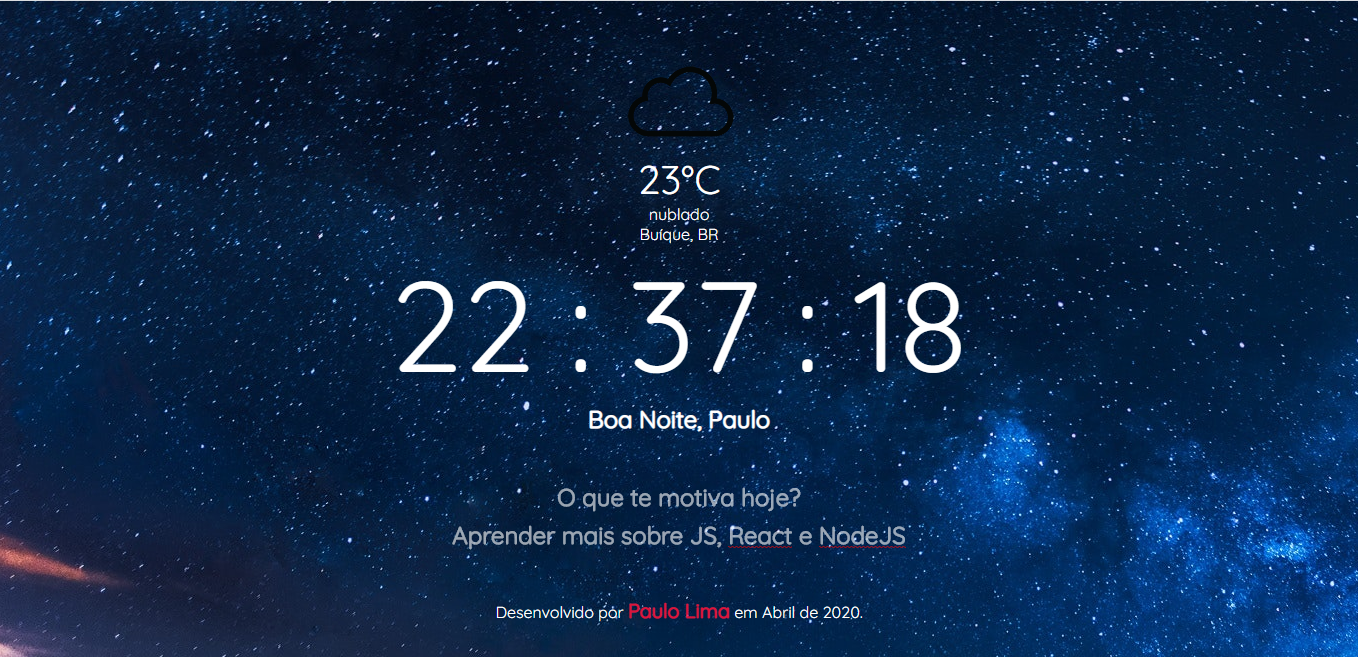 23°C
nublado
Buíque, BR
22 : 37 : 18
Boa Noite, Paulo
O que te motiva hoje?
Aprender mais sobre JS, React e NodeJS
Desenvolvido por Paulo Lima em Abril de 2020.